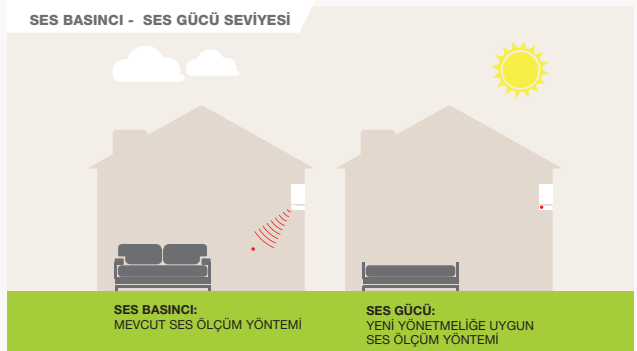 SES BASINCI - SES GÜCÜ SEVİYESİ
SES BASINCI:
MEVCUT SES ÖLÇÜM YÖNTEMİ
SES GÜCÜ:
YENİ YÖNETMELİĞE UYGUN
SES ÖLÇÜM YÖNTEMİ